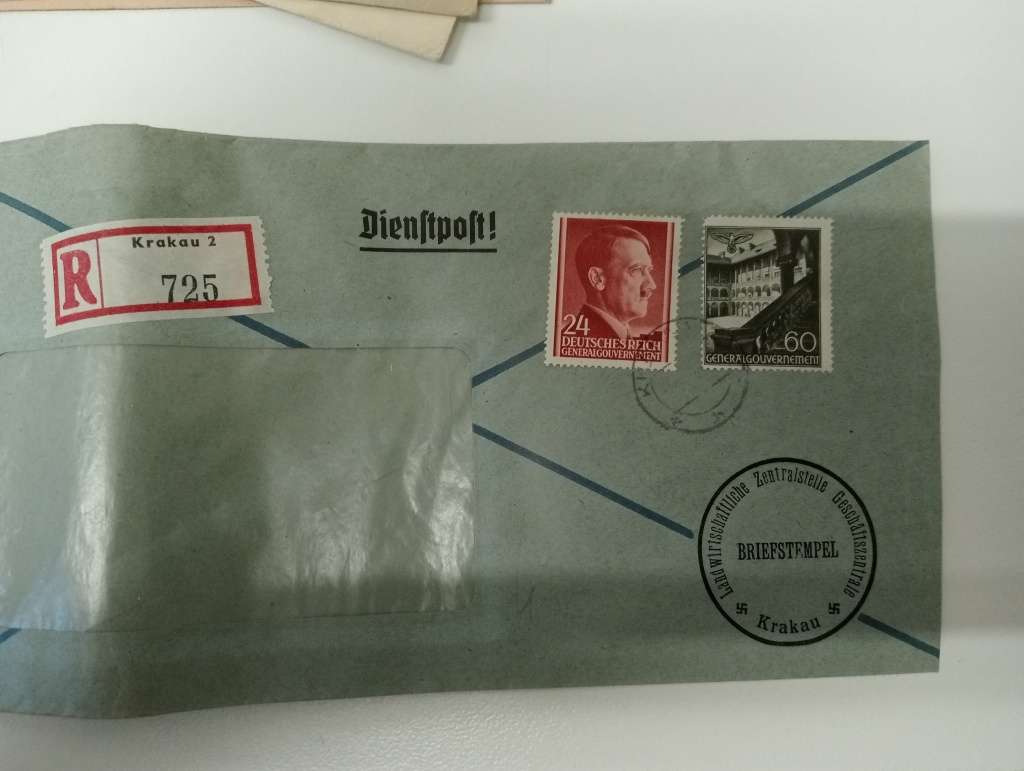 Dienstpost!
R
Krakau 2
725
24
DEUTSCHES REICH
GENERALGOUVERNEMENT
60
GENERALGOUVERNEMENT
Landwirtschaftliche Zentralstelle Geschäftszentrale
BRIEFSTEMPEL
Krakau